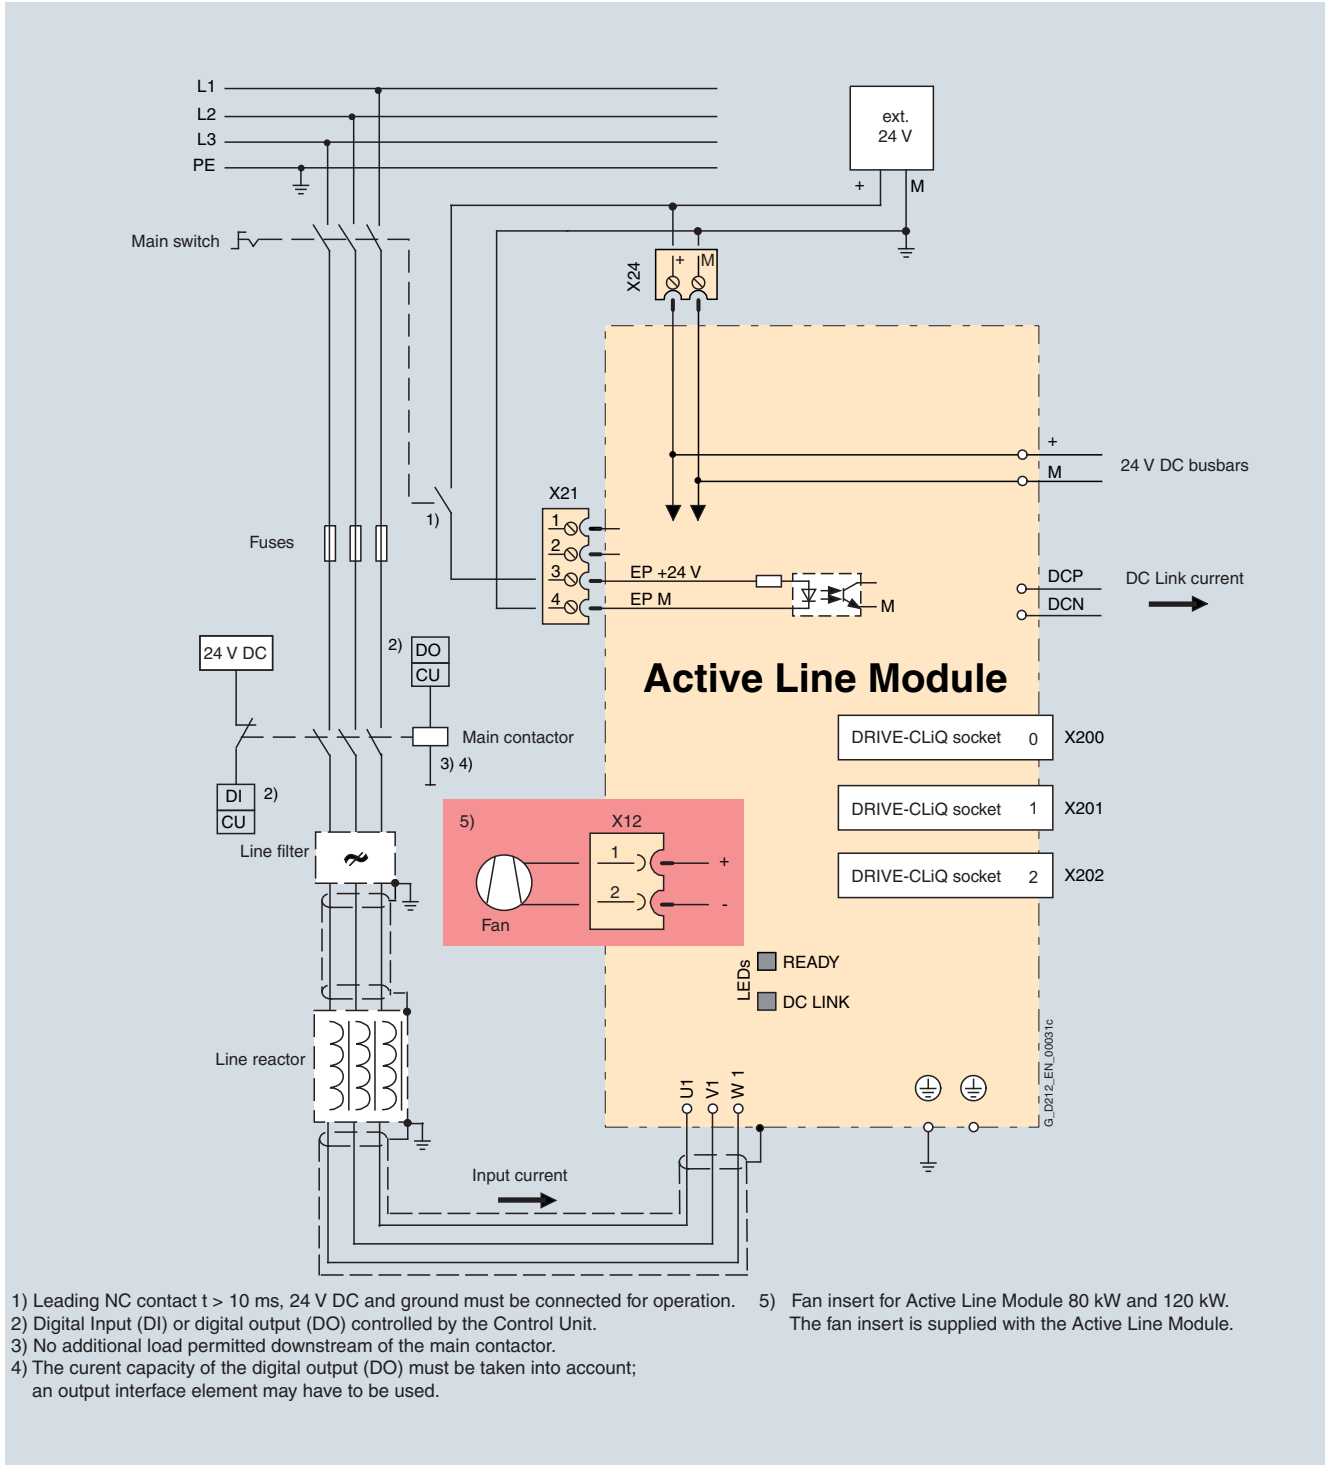 L1
L2
L3
PE
ext.
24 V
+ M
Main switch
X24
+ M
+
M
24 V DC busbars
X21
1)
1
2
3
4
Fuses
EP +24 V
EP M
M
DCP
DCN
DC Link current
24 V DC
2)
DO
CU
Active Line Module
Main contactor
3) 4)
DRIVE-CLiQ socket 0 X200
DI
CU
2)
DRIVE-CLiQ socket 1 X201
5)
X12
Line filter
1
2
+
-
Fan
DRIVE-CLiQ socket 2 X202
LEDs
READY
DC LINK
Line reactor
U1
V1
W 1
G_D212_EN_00031c
Input current
1) Leading NC contact t > 10 ms, 24 V DC and ground must be connected for operation.
2) Digital Input (DI) or digital output (DO) controlled by the Control Unit.
3) No additional load permitted downstream of the main contactor.
4) The curent capacity of the digital output (DO) must be taken into account;
an output interface element may have to be used.
5) Fan insert for Active Line Module 80 kW and 120 kW.
The fan insert is supplied with the Active Line Module.